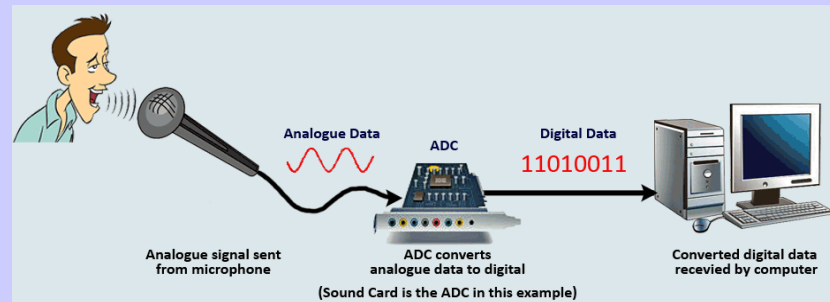 Analogue Data
ADC
Digital Data
11010011
Analogue signal sent
from microphone
ADC converts
analogue data to digital
Converted digital data
recevied by computer
(Sound Card is the ADC in this example)